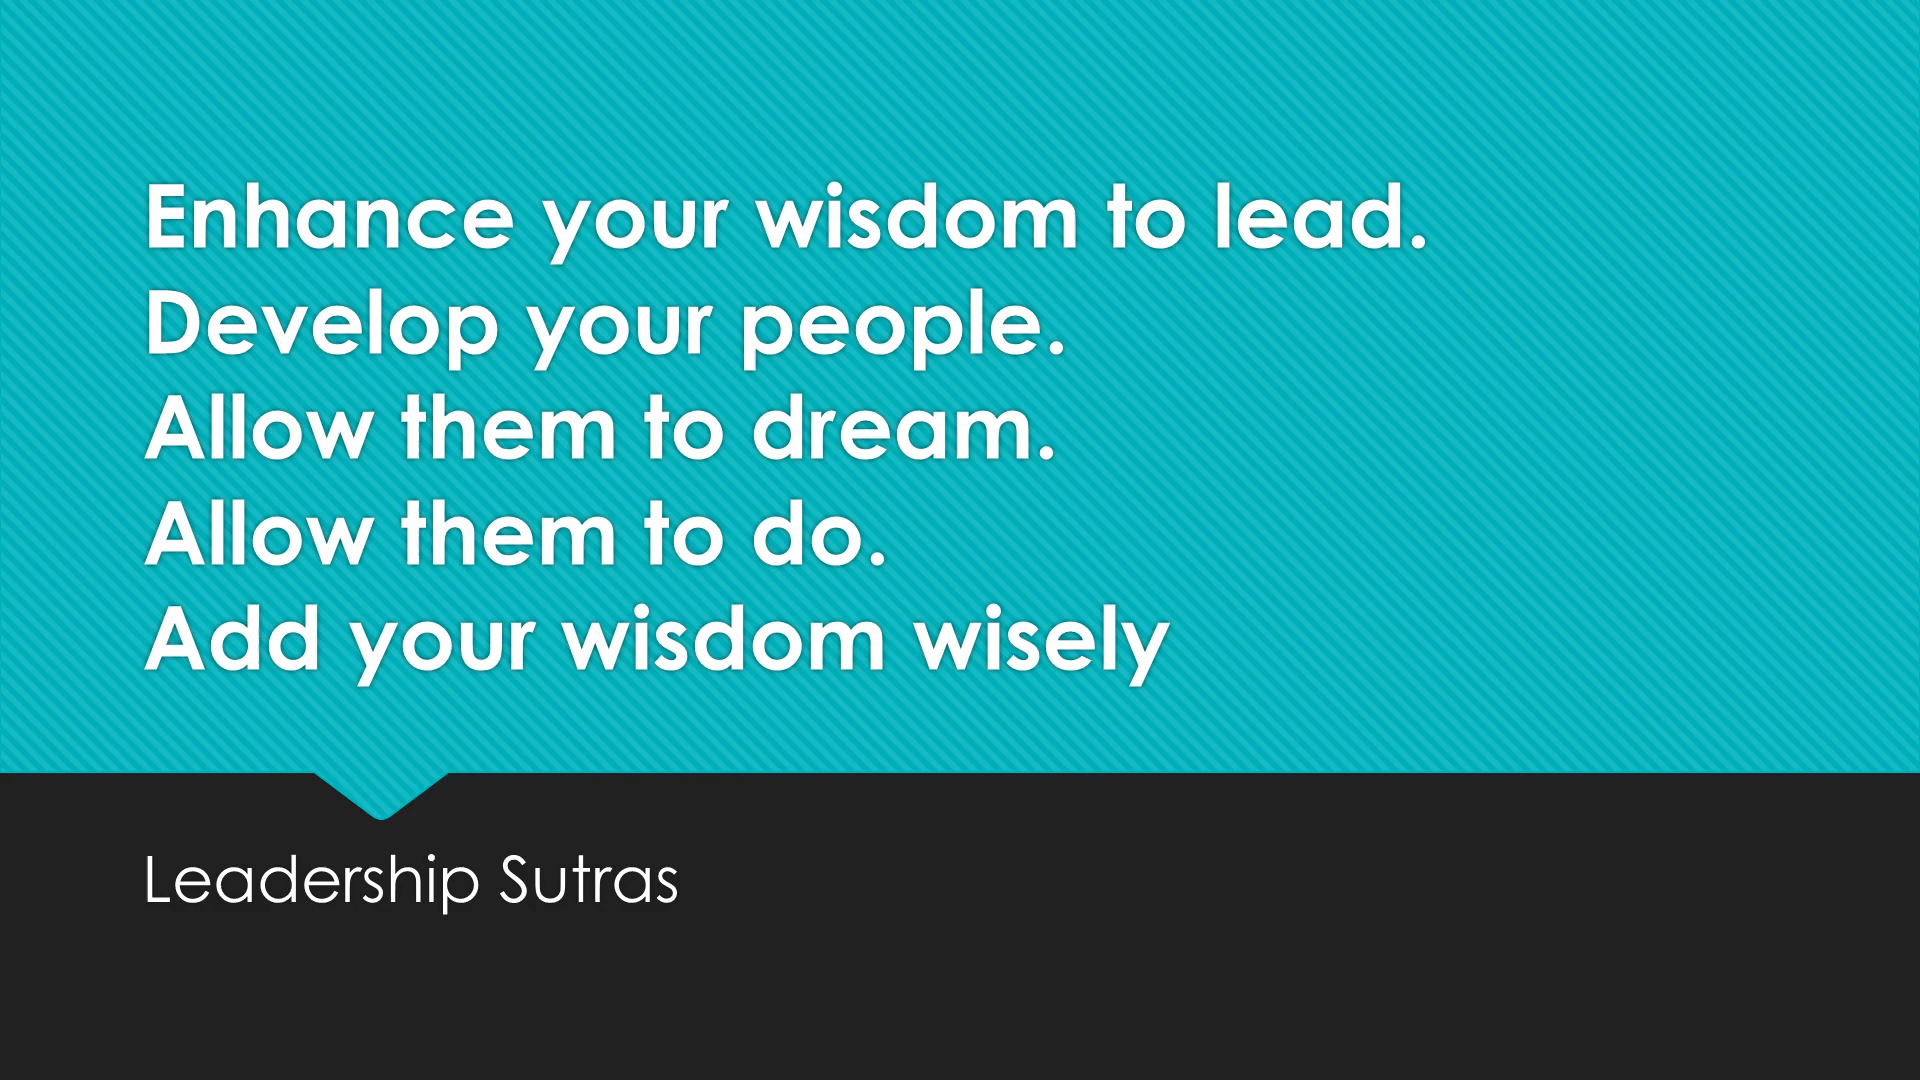 Enhance your wisdom to lead.
Develop your people.
Allow them to dream.
Allow them to do.
Add your wisdom wisely
Leadership Sutras